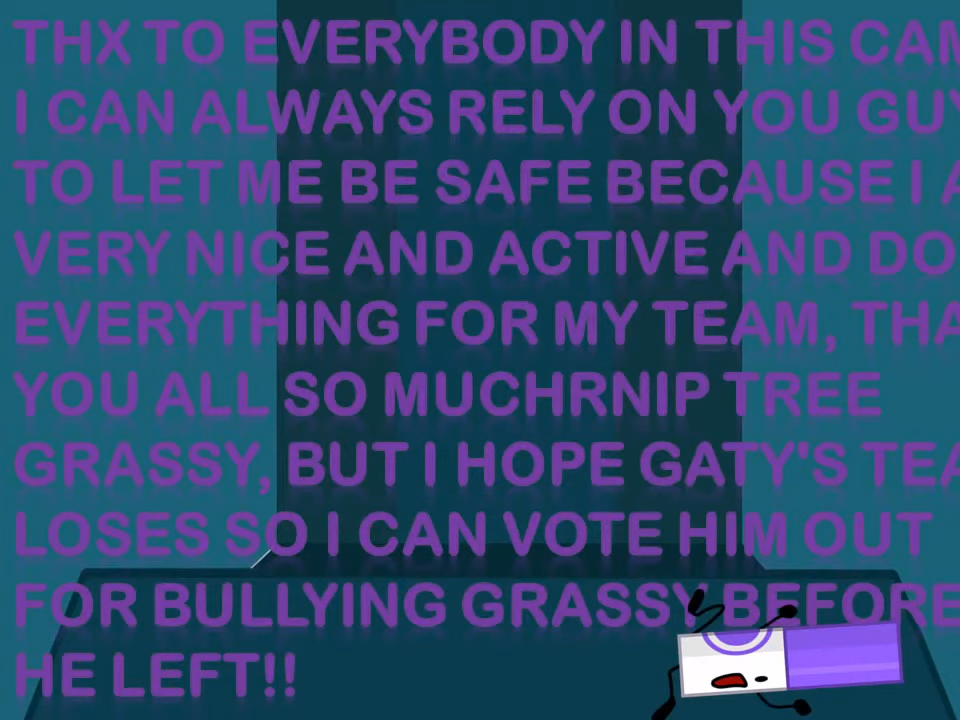 THX TO EVERYBODY IN THIS CAM
I CAN ALWAYS RELY ON YOU GUY
TO LET ME BE SAFE BECAUSE I A
VERY NICE AND ACTIVE AND DO
EVERYTHING FOR MY TEAM, THA
YOU ALL SO MUCHRNIP TREE
GRASSY, BUT I HOPE GATY'S TEA
LOSES SO I CAN VOTE HIM OUT
FOR BULLYING GRASSY BEFORE
HE LEFT!!